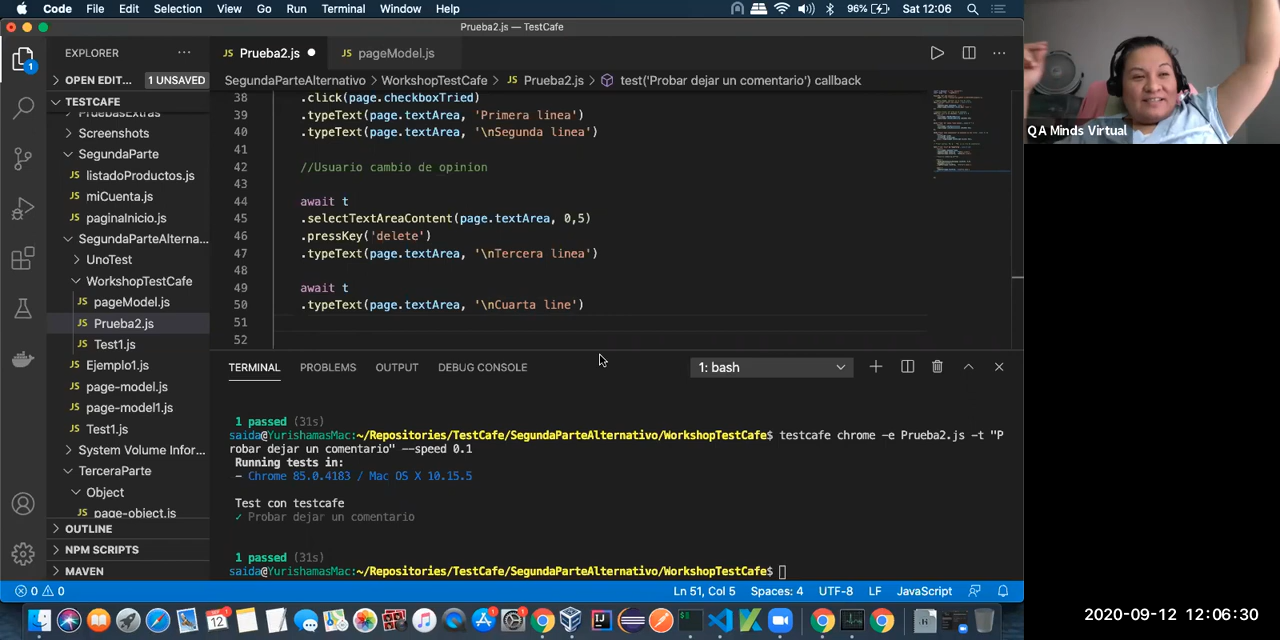 Code File Edit Selection View Go Run Terminal Window Help 96% Sat 12:06
Prueba2.js — TestCafe
EXPLORER
OPEN EDIT... 1 UNSAVED
TESTCAFE
PruebasExtras
Screenshots
SegundaParte
JS listadoProductos.js
JS miCuenta.js
JS paginaInicio.js
SegundaParteAlterna...
UnoTest
WorkshopTestCafe
JS pageModel.js
JS Prueba2.js
JS Test1.js
JS Ejemplo1.js
JS page-model.js
JS page-model1.js
JS Test1.js
System Volume Infor...
TerceraParte
Object
JS page-object.js
OUTLINE
NPM SCRIPTS
MAVEN
JS Prueba2.js JS pageModel.js
SegundaParteAlternativo > WorkshopTestCafe > JS Prueba2.js > test('Probar dejar un comentario') callback
38 .click(page.checkboxTried)
39 .typeText(page.textArea, 'Primera linea')
40 .typeText(page.textArea, '\nSegunda linea')
41
42 //Usuario cambio de opinion
43
44 await t
45 .selectTextAreaContent(page.textArea, 0,5)
46 .pressKey('delete')
47 .typeText(page.textArea, '\nTercera linea')
48
49 await t
50 .typeText(page.textArea, '\nCuarta line')
51
52
TERMINAL PROBLEMS OUTPUT DEBUG CONSOLE 1: bash
1 passed (31s)
saida@YurishamasMac:~/Repositories/TestCafe/SegundaParteAlternativo/WorkshopTestCafe$ testcafe chrome -e Prueba2.js -t "P
robar dejar un comentario" --speed 0.1
Running tests in:
- Chrome 85.0.4183 / Mac OS X 10.15.5
Test con testcafe
✓ Probar dejar un comentario
1 passed (31s)
saida@YurishamasMac:~/Repositories/TestCafe/SegundaParteAlternativo/WorkshopTestCafe$
0 0 Ln 51, Col 5 Spaces: 4 UTF-8 LF JavaScript
QA Minds Virtual
2020-09-12 12:06:30